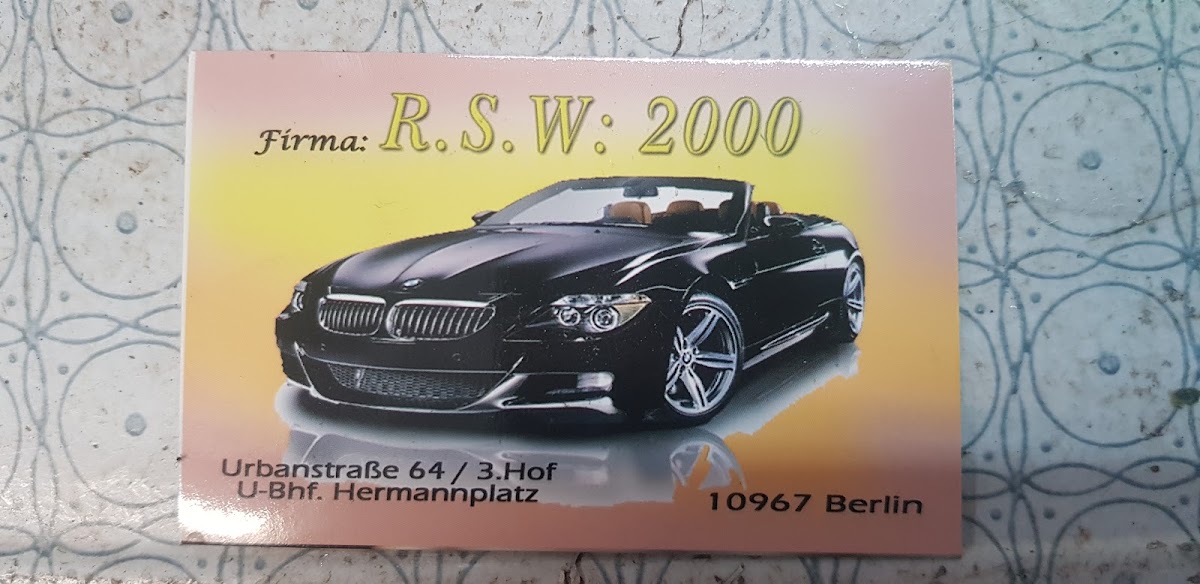 Firma: R.S.W: 2000
Urbanstraße 64 / 3.Hof
U-Bhf. Hermannplatz
10967 Berlin